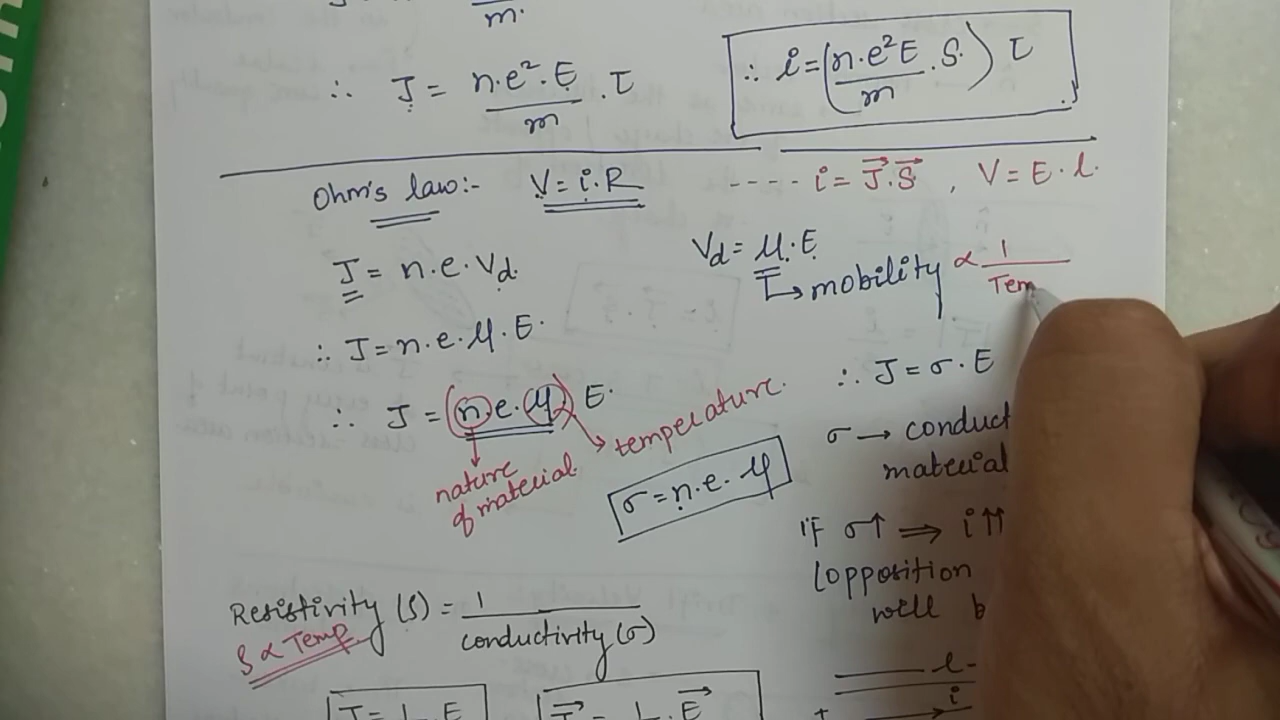 m.
∴ J = n.e².E/m . τ
∴ i = (n.e²E/m . S) τ
Ohm's law:- V = i.R ---- i = J⃗.S⃗ , V = E.l.
J = n.e.Vd.
Vd = μ.E
↳ mobility ∝ 1/Tem
∴ J = n.e.μ.E.
∴ J = (n.e.μ) E.
nature of material
temperature.
∴ J = σ.E
σ → conduct
material
σ = n.e.μ
if σ↑ ⇒ i↑↑
(opposition
will b
Resistivity (ρ) = 1/conductivity (σ)
ρ ∝ Temp
l
i
+